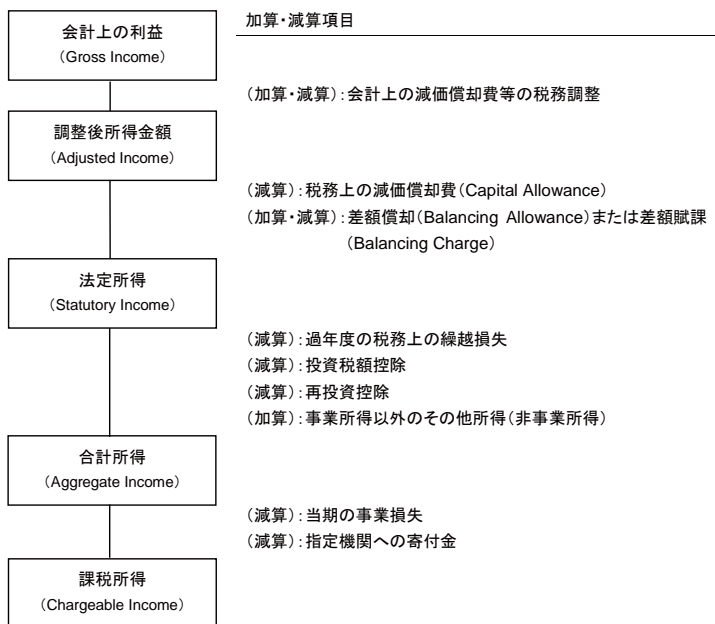 加算・減算項目
会計上の利益
（Gross Income）
（加算・減算）：会計上の減価償却費等の税務調整
調整後所得金額
（Adjusted Income）
（減算）：税務上の減価償却費（Capital Allowance）
（加算・減算）：差額償却（Balancing Allowance）または差額賦課
（Balancing Charge）
法定所得
（Statutory Income）
（減算）：過年度の税務上の繰越損失
（減算）：投資税額控除
（減算）：再投資控除
（加算）：事業所得以外のその他所得（非事業所得）
合計所得
（Aggregate Income）
（減算）：当期の事業損失
（減算）：指定機関への寄付金
課税所得
（Chargeable Income）